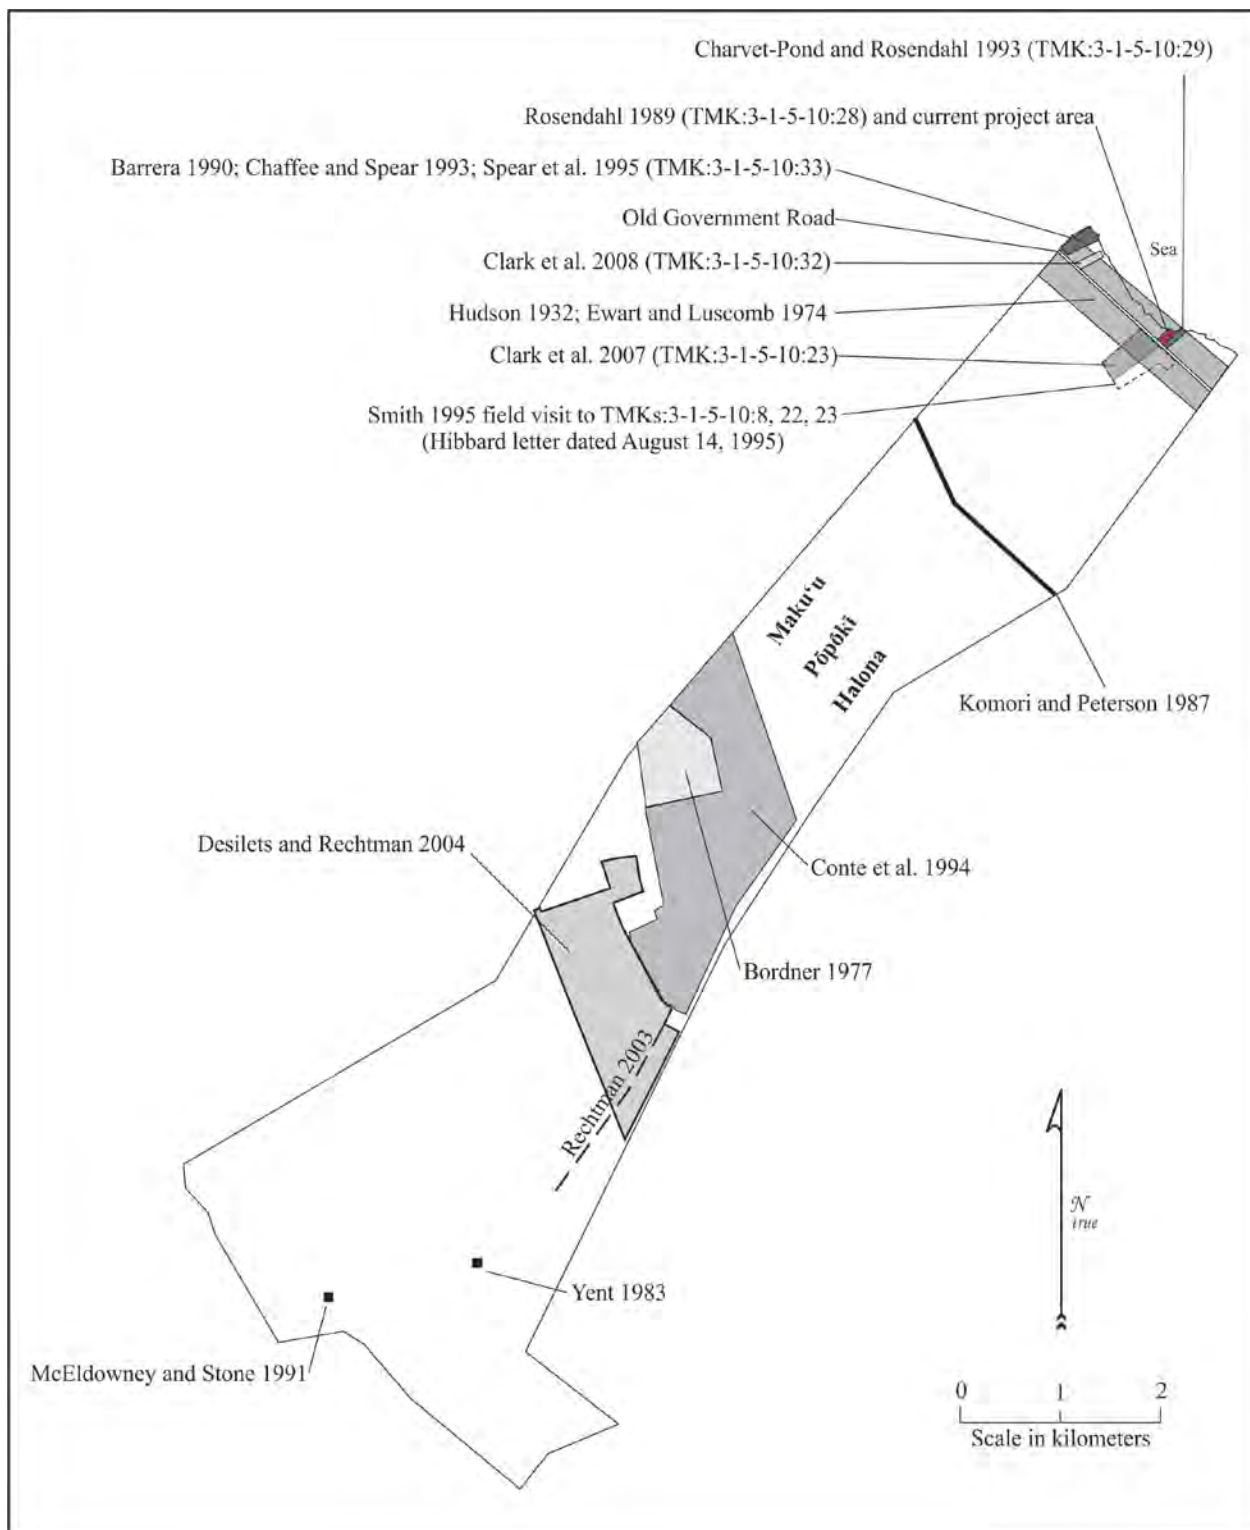 Charvet-Pond and Rosendahl 1993 (TMK:3-1-5-10:29)
Rosendahl 1989 (TMK:3-1-5-10:28) and current project area
Barrera 1990; Chaffee and Spear 1993; Spear et al. 1995 (TMK:3-1-5-10:33)
Old Government Road
Sea
Clark et al. 2008 (TMK:3-1-5-10:32)
Hudson 1932; Ewart and Luscomb 1974
Clark et al. 2007 (TMK:3-1-5-10:23)
Smith 1995 field visit to TMKs:3-1-5-10:8, 22, 23
(Hibbard letter dated August 14, 1995)
Maku‘u
Pōpōkī
Halona
Komori and Peterson 1987
Desilets and Rechtman 2004
Conte et al. 1994
Bordner 1977
Rechtman 2003
N
true
Yent 1983
McEldowney and Stone 1991
0 1 2
Scale in kilometers